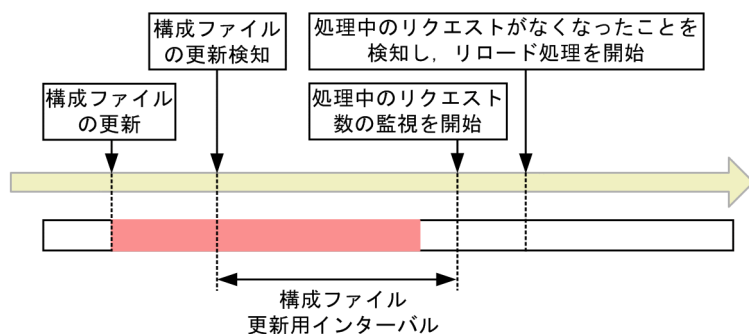 構成ファイル
の更新
構成ファイル
の更新検知
処理中のリクエスト
数の監視を開始
処理中のリクエストがなくなったことを
検知し，リロード処理を開始
構成ファイル
更新用インターバル